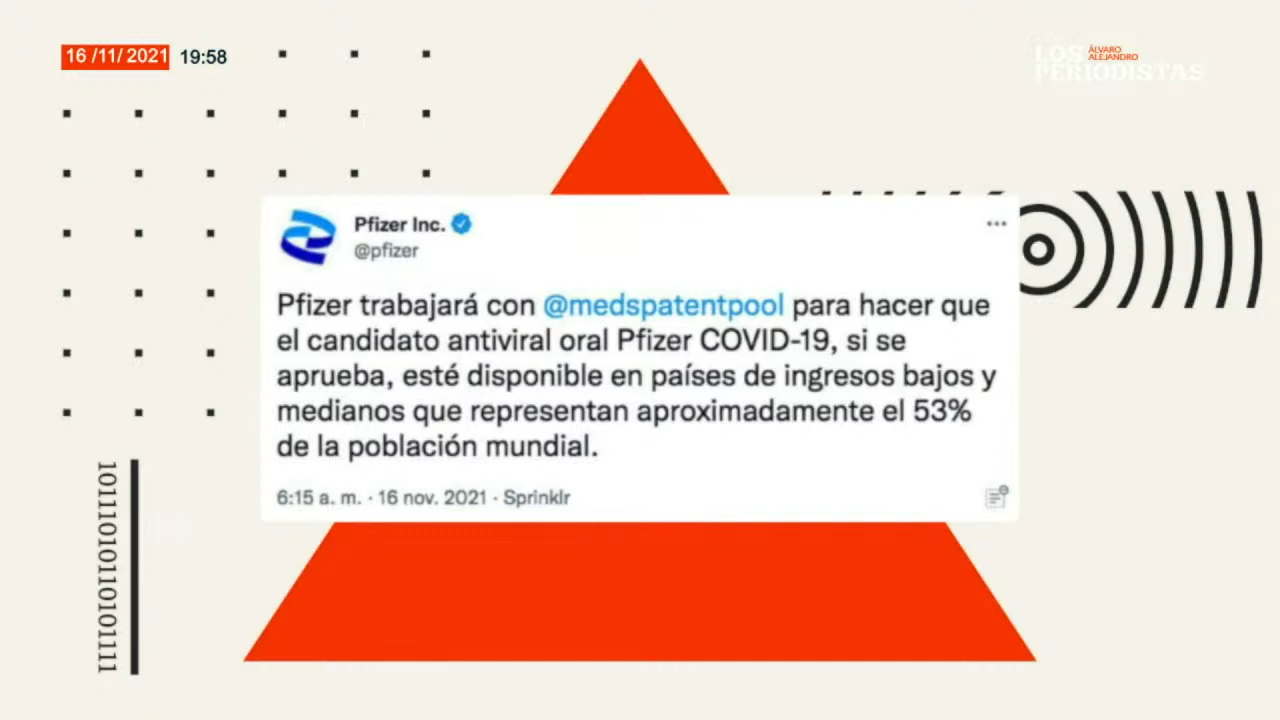 16 /11/ 2021 19:58
LOS ÁLVARO ALEJANDRO
PERIODISTAS
Pfizer Inc.
@pfizer
Pfizer trabajará con @medspatentpool para hacer que
el candidato antiviral oral Pfizer COVID-19, si se
aprueba, esté disponible en países de ingresos bajos y
medianos que representan aproximadamente el 53%
de la población mundial.
6:15 a. m. · 16 nov. 2021 · Sprinklr
1011101011010101111